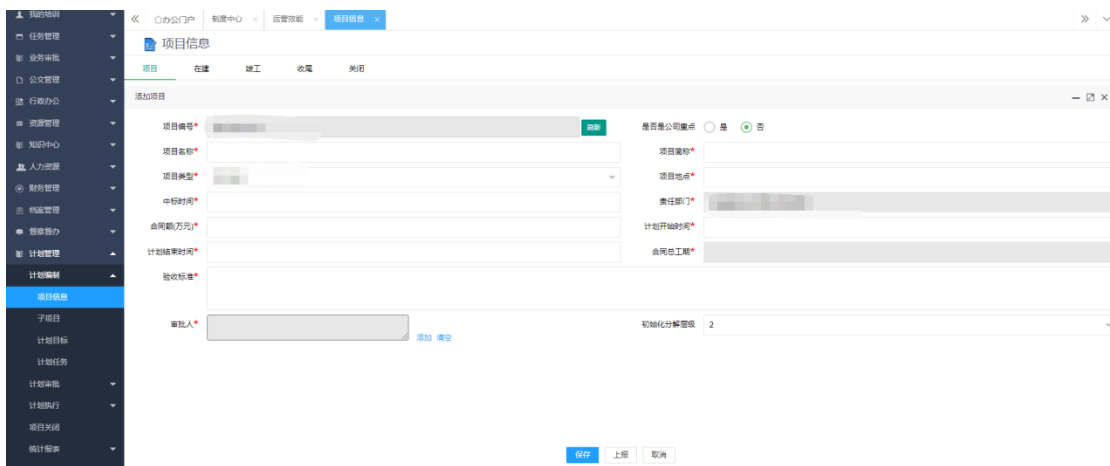 我的培训
任务管理
业务审批
公文管理
行政办公
资源管理
知识中心
人力资源
财务管理
档案管理
督察督办
计划管理
计划编制
项目信息
子项目
计划目标
计划任务
计划审批
计划执行
项目关闭
统计报表
办公门户 制度中心 × 运营效能 × 项目信息 ×
项目信息
项目 在建 竣工 收尾 关闭
添加项目
项目编号* 刷新 是否是公司重点 是 否
项目名称* 项目简称*
项目类型* 项目地点*
中标时间* 责任部门*
合同额(万元)* 计划开始时间*
计划结束时间* 合同总工期*
验收标准*
审批人* 添加 清空 初始化分解层级 2
保存 上报 取消